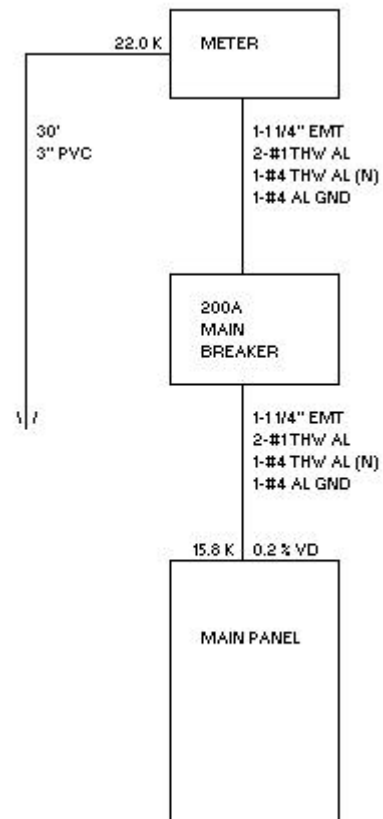 22.0 K
METER
30'
3" PVC
1-1 1/4" EMT
2-#1 THW AL
1-#4 THW AL (N)
1-#4 AL GND
200A
MAIN
BREAKER
1-1 1/4" EMT
2-#1 THW AL
1-#4 THW AL (N)
1-#4 AL GND
15.8 K
0.2 % VD
MAIN PANEL